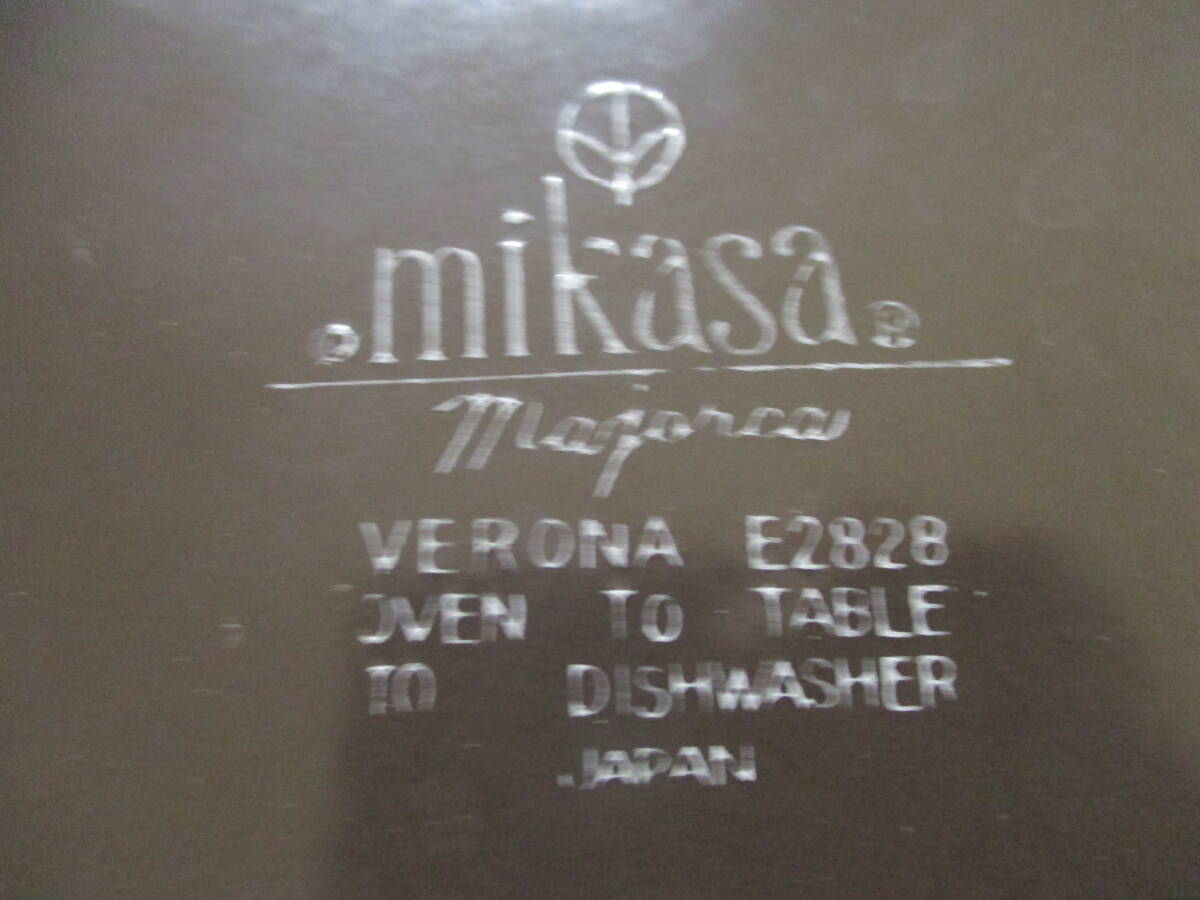 mikasa
Majorca
VERONA E2828
OVEN TO TABLE
TO DISHWASHER
JAPAN